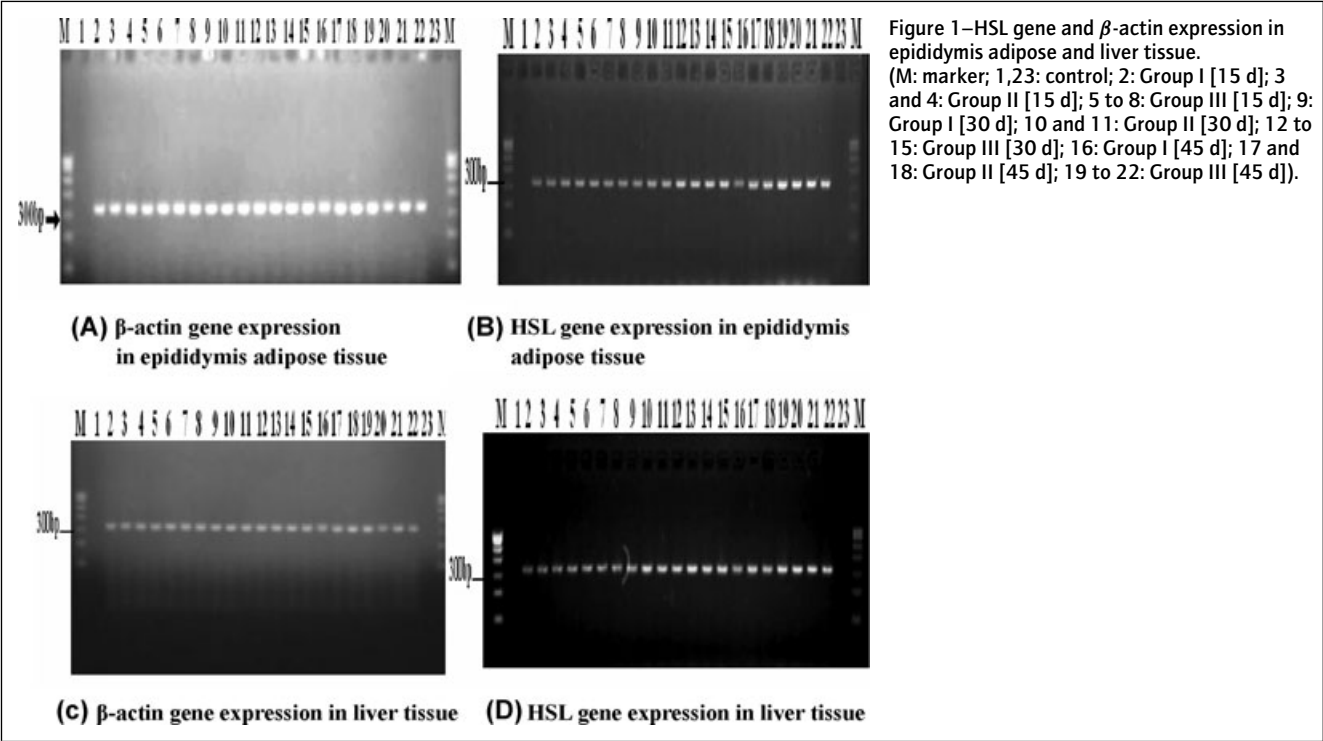 M 1 2 3 4 5 6 7 8 9 10 11 12 13 14 15 16 17 18 19 20 21 22 23 M
300bp
(A) β-actin gene expression
in epididymis adipose tissue
M 1 2 3 4 5 6 7 8 9 10 11 12 13 14 15 16 17 18 19 20 21 22 23 M
300bp
(B) HSL gene expression in epididymis
adipose tissue
M 1 2 3 4 5 6 7 8 9 10 11 12 13 14 15 16 17 18 19 20 21 22 23 M
300bp
(c) β-actin gene expression in liver tissue
M 1 2 3 4 5 6 7 8 9 10 11 12 13 14 15 16 17 18 19 20 21 22 23 M
300bp
(D) HSL gene expression in liver tissue
Figure 1–HSL gene and β-actin expression in
epididymis adipose and liver tissue.
(M: marker; 1,23: control; 2: Group I [15 d]; 3
and 4: Group II [15 d]; 5 to 8: Group III [15 d]; 9:
Group I [30 d]; 10 and 11: Group II [30 d]; 12 to
15: Group III [30 d]; 16: Group I [45 d]; 17 and
18: Group II [45 d]; 19 to 22: Group III [45 d]).